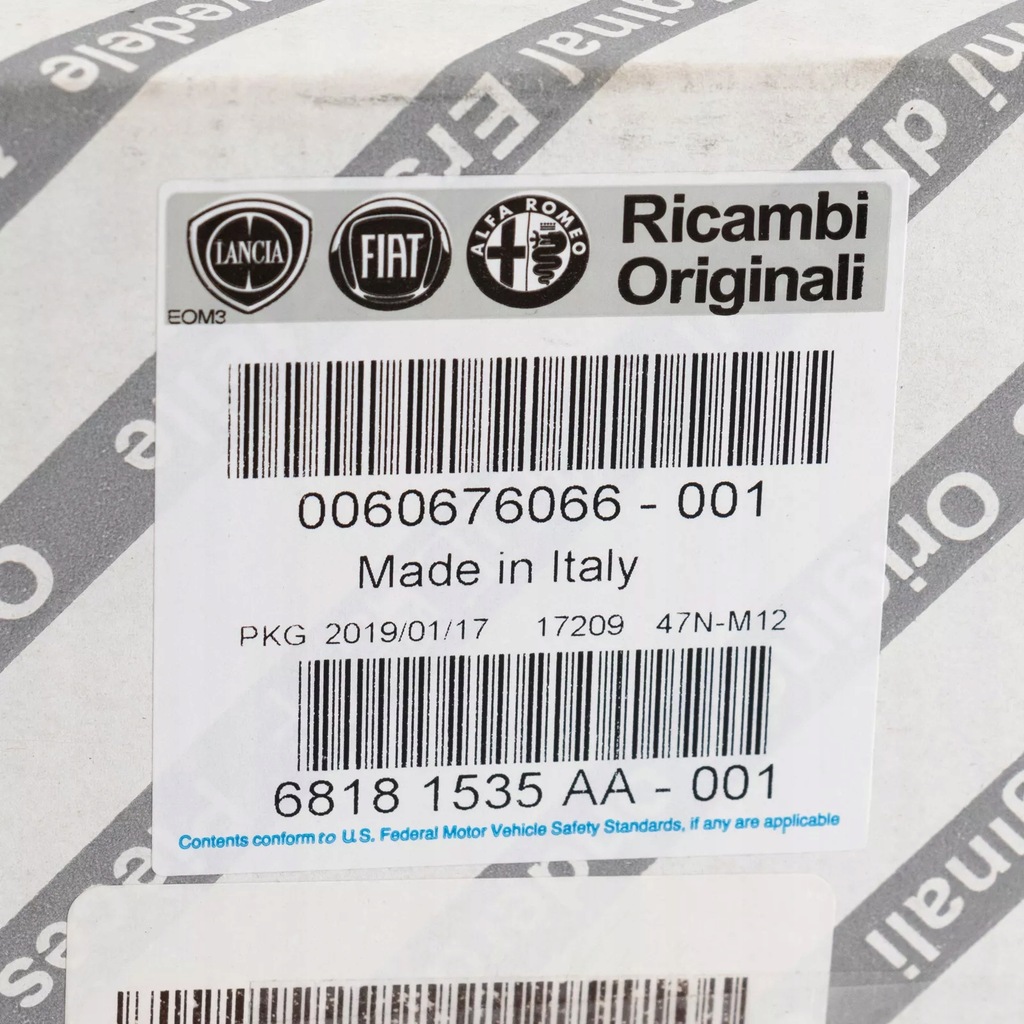 LANCIA
FIAT
ALFA ROMEO
Ricambi
Originali
EOM3
0060676066 - 001
Made in Italy
PKG 2019/01/17 17209 47N-M12
6818 1535 AA - 001
Contents conform to U.S. Federal Motor Vehicle Safety Standards, if any are applicable